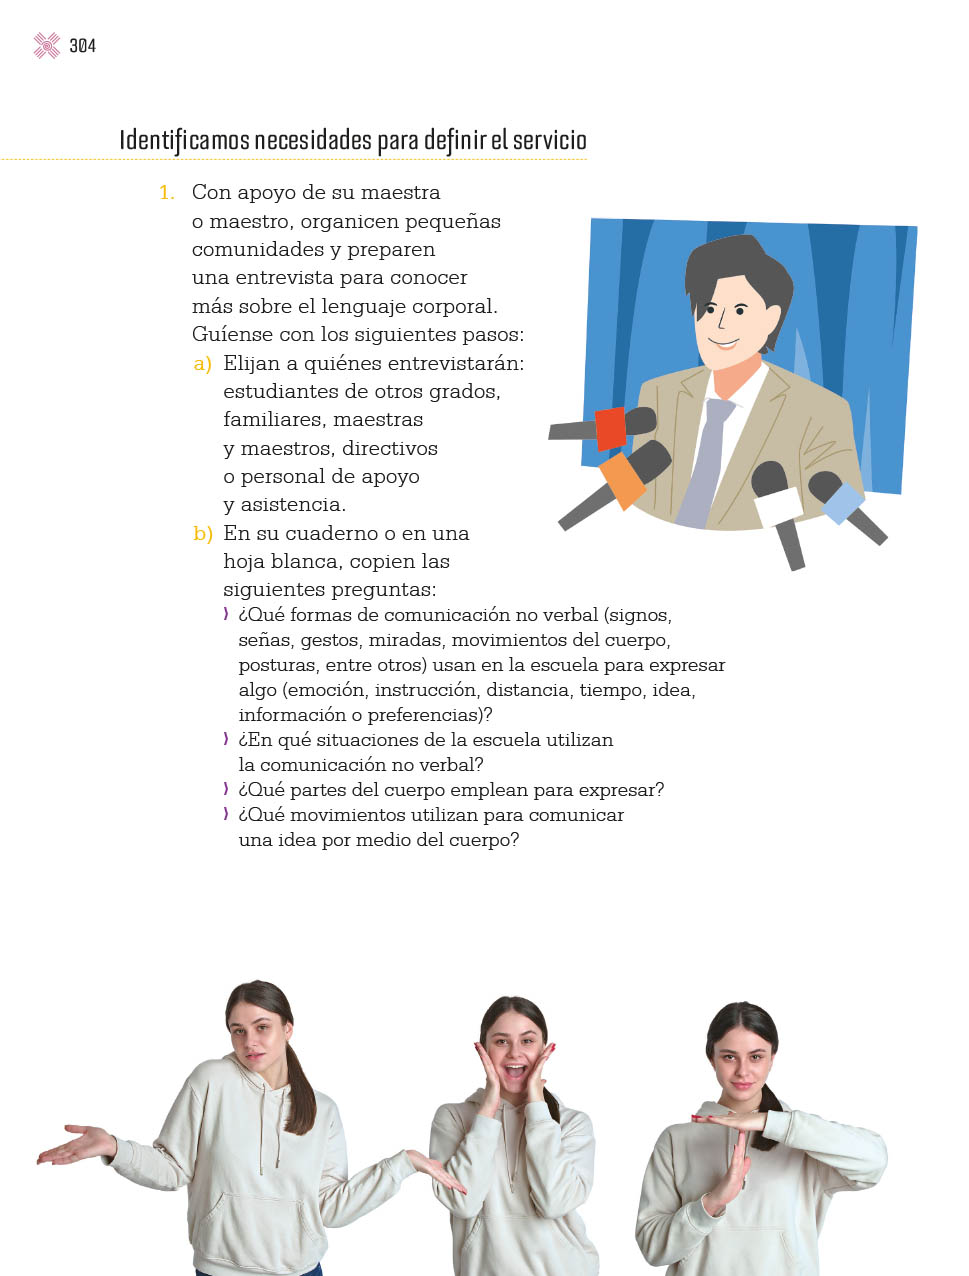 304
Identificamos necesidades para definir el servicio
1. Con apoyo de su maestra
o maestro, organicen pequeñas
comunidades y preparen
una entrevista para conocer
más sobre el lenguaje corporal.
Guíense con los siguientes pasos:
a) Elijan a quiénes entrevistarán:
estudiantes de otros grados,
familiares, maestras
y maestros, directivos
o personal de apoyo
y asistencia.
b) En su cuaderno o en una
hoja blanca, copien las
siguientes preguntas:
⟩ ¿Qué formas de comunicación no verbal (signos,
señas, gestos, miradas, movimientos del cuerpo,
posturas, entre otros) usan en la escuela para expresar
algo (emoción, instrucción, distancia, tiempo, idea,
información o preferencias)?
⟩ ¿En qué situaciones de la escuela utilizan
la comunicación no verbal?
⟩ ¿Qué partes del cuerpo emplean para expresar?
⟩ ¿Qué movimientos utilizan para comunicar
una idea por medio del cuerpo?